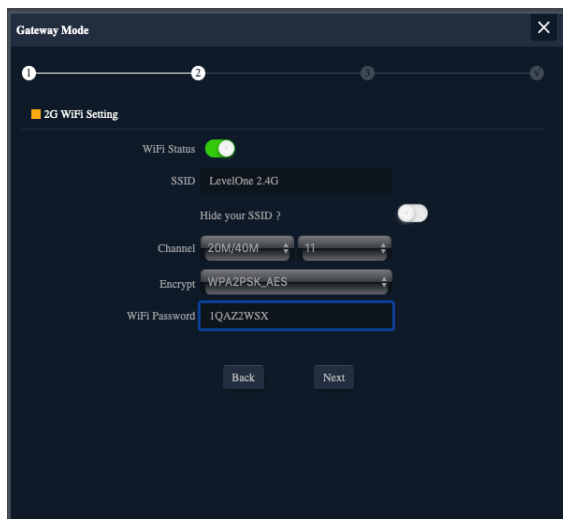 Gateway Mode
1 2 3 √
2G WiFi Setting
WiFi Status
SSID LevelOne 2.4G
Hide your SSID ?
Channel 20M/40M 11
Encrypt WPA2PSK_AES
WiFi Password 1QAZ2WSX
Back Next